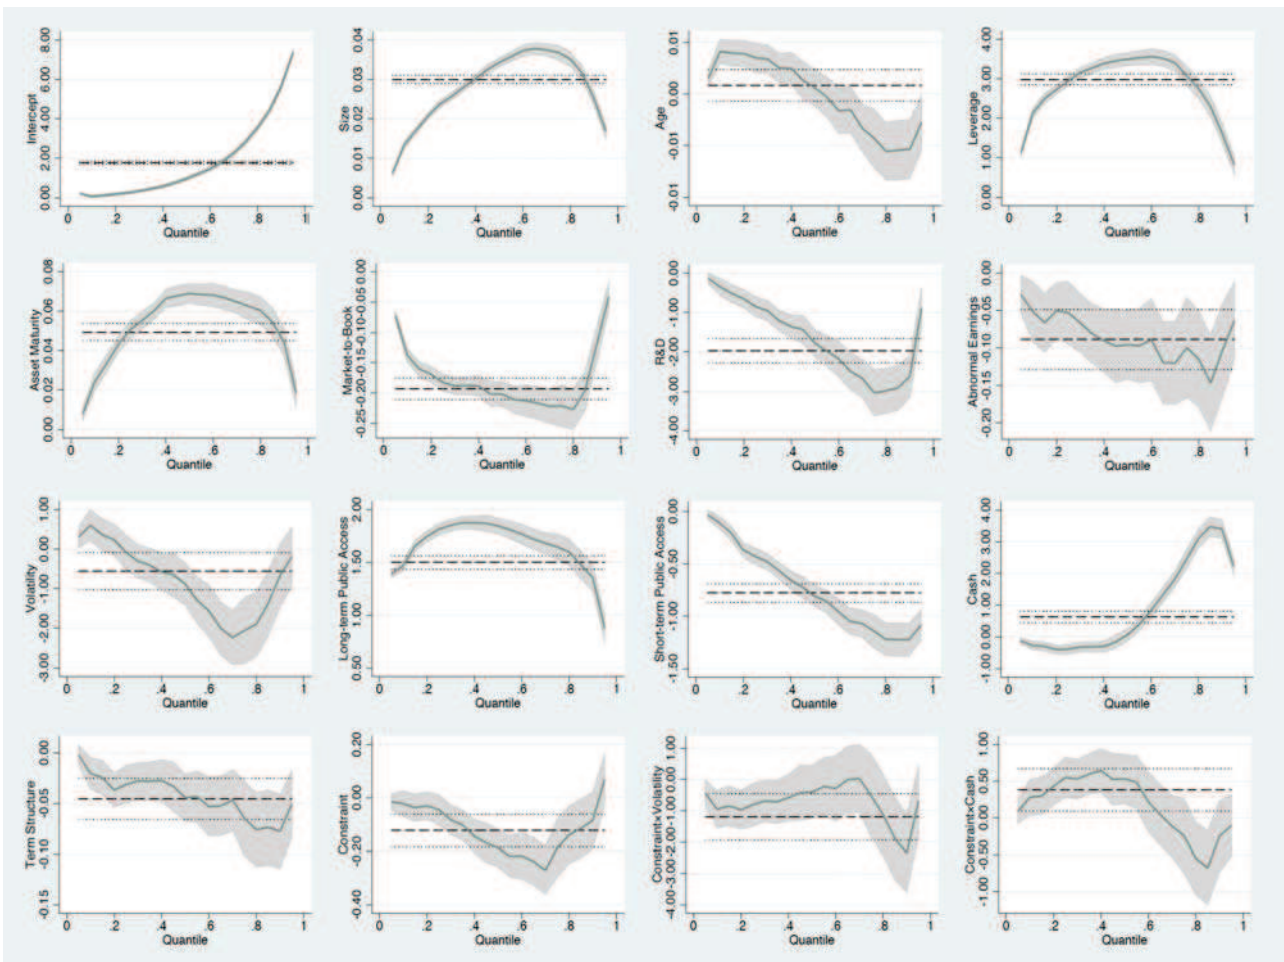 Intercept
0.00 2.00 4.00 6.00 8.00
0 .2 .4 .6 .8 1
Quantile
Size
0.00 0.01 0.02 0.03 0.04
0 .2 .4 .6 .8 1
Quantile
Age
-0.01 -0.01 0.00 0.01
0 .2 .4 .6 .8 1
Quantile
Leverage
0.00 1.00 2.00 3.00 4.00
0 .2 .4 .6 .8 1
Quantile
Asset Maturity
0.00 0.02 0.04 0.06 0.08
0 .2 .4 .6 .8 1
Quantile
Market-to-Book
-0.25 -0.20 -0.15 -0.10 -0.05 0.00
0 .2 .4 .6 .8 1
Quantile
R&D
-4.00 -3.00 -2.00 -1.00 0.00
0 .2 .4 .6 .8 1
Quantile
Abnormal Earnings
-0.20 -0.15 -0.10 -0.05 0.00
0 .2 .4 .6 .8 1
Quantile
Volatility
-3.00 -2.00 -1.00 0.00 1.00
0 .2 .4 .6 .8 1
Quantile
Long-term Public Access
0.50 1.00 1.50 2.00
0 .2 .4 .6 .8 1
Quantile
Short-term Public Access
-1.50 -1.00 -0.50 0.00
0 .2 .4 .6 .8 1
Quantile
Cash
-1.00 0.00 1.00 2.00 3.00 4.00
0 .2 .4 .6 .8 1
Quantile
Term Structure
-0.15 -0.10 -0.05 0.00
0 .2 .4 .6 .8 1
Quantile
Constraint
-0.40 -0.20 0.00 0.20
0 .2 .4 .6 .8 1
Quantile
Constraint×Volatility
-4.00 -3.00 -2.00 -1.00 0.00 1.00
0 .2 .4 .6 .8 1
Quantile
Constraint×Cash
-1.00 -0.50 0.00 0.50 1.00
0 .2 .4 .6 .8 1
Quantile